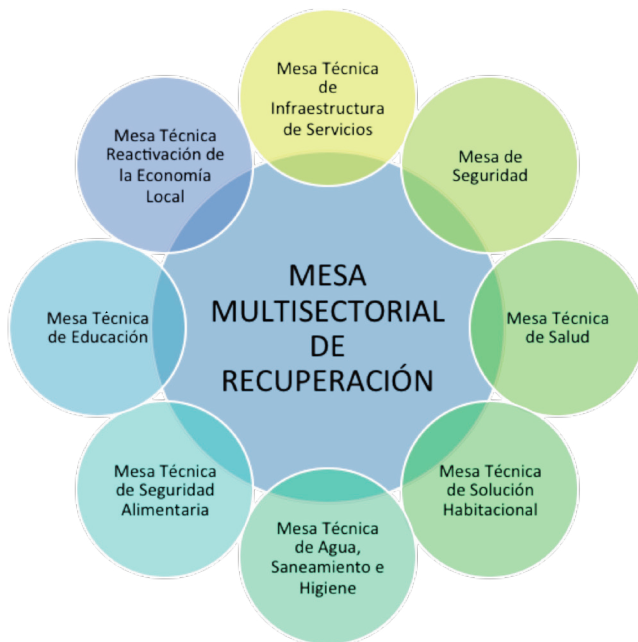 Mesa Técnica
de
Infraestructura
de Servicios
Mesa de
Seguridad
Mesa Técnica
de Salud
Mesa Técnica
de Solución
Habitacional
Mesa Técnica
de Agua,
Saneamiento e
Higiene
Mesa Técnica
de Seguridad
Alimentaria
Mesa Técnica
de Educación
Mesa Técnica
Reactivación de
la Economía
Local
MESA
MULTISECTORIAL
DE
RECUPERACIÓN